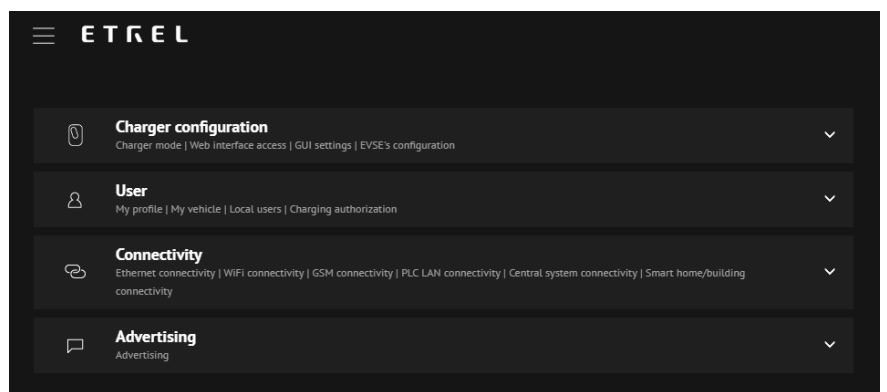 ETREL
Charger configuration
Charger mode | Web interface access | GUI settings | EVSE's configuration
User
My profile | My vehicle | Local users | Charging authorization
Connectivity
Ethernet connectivity | WiFi connectivity | GSM connectivity | PLC LAN connectivity | Central system connectivity | Smart home/building
connectivity
Advertising
Advertising